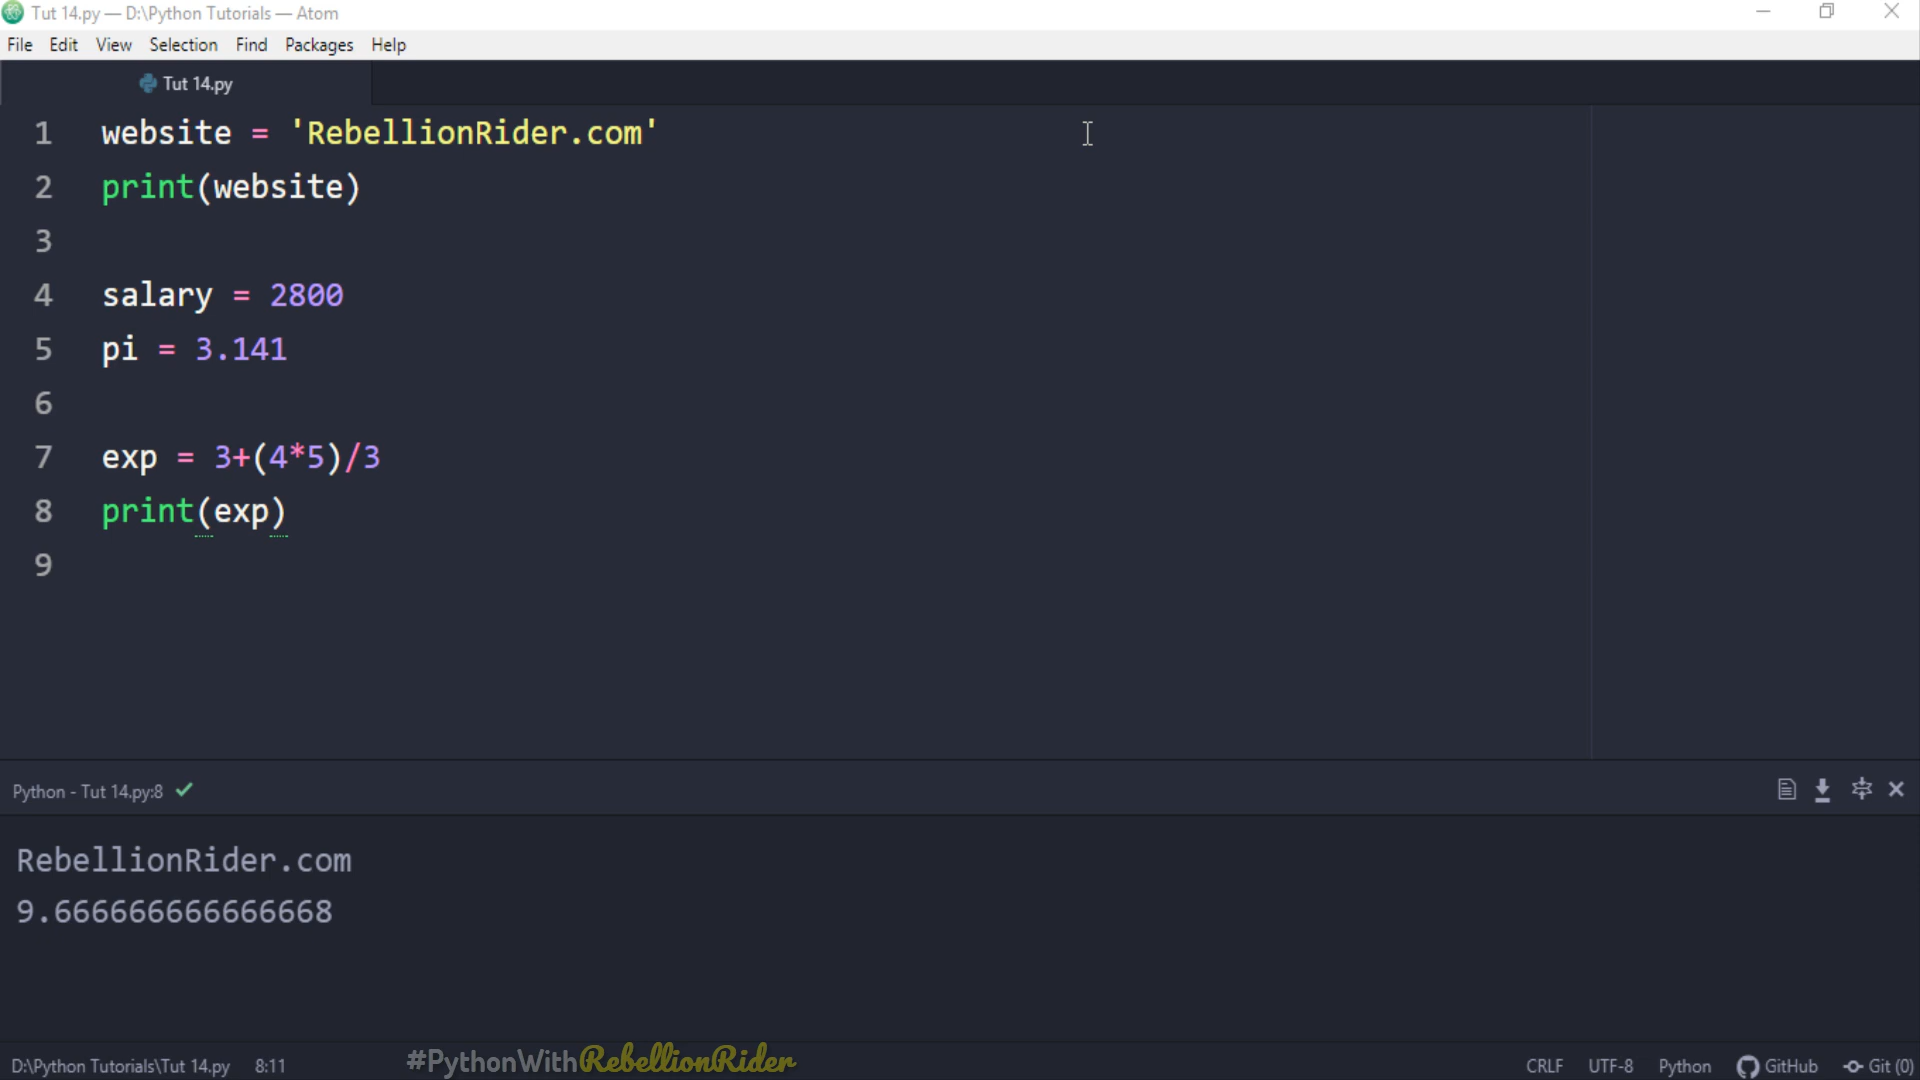 Tut 14.py — D:\Python Tutorials — Atom
File Edit View Selection Find Packages Help
Tut 14.py
1 website = 'RebellionRider.com'
2 print(website)
3
4 salary = 2800
5 pi = 3.141
6
7 exp = 3+(4*5)/3
8 print(exp)
9
Python - Tut 14.py:8
RebellionRider.com
9.666666666666668
D:\Python Tutorials\Tut 14.py 8:11 #PythonWithRebellionRider CRLF UTF-8 Python GitHub Git (0)